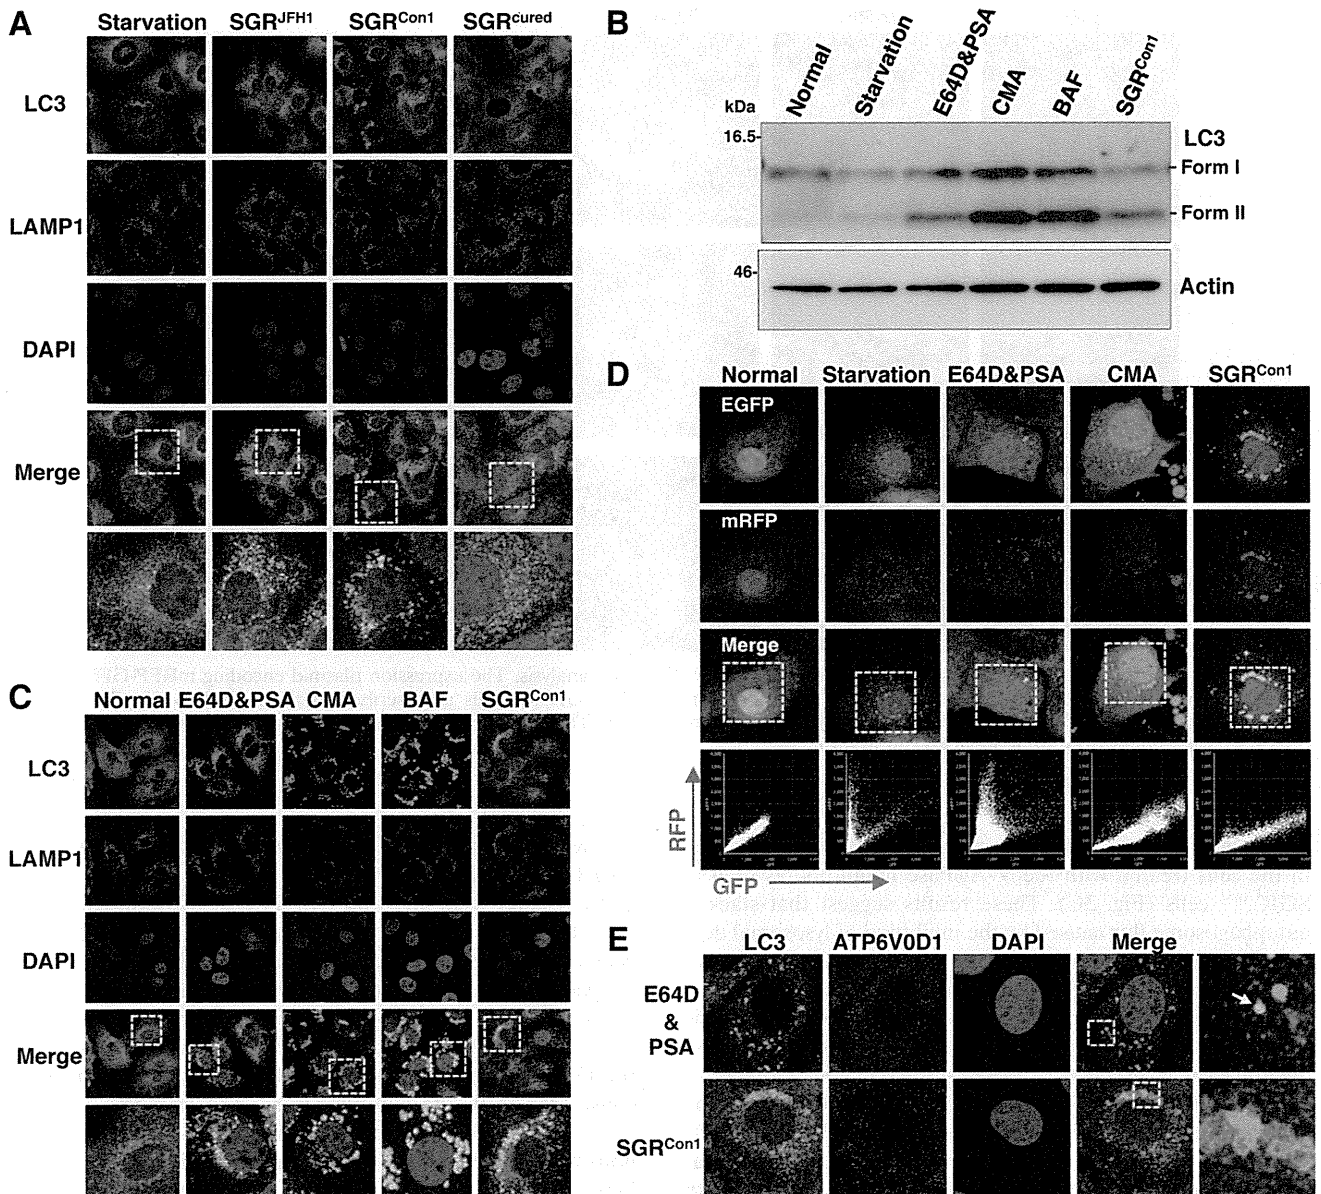 A
Starvation SGRJFH1 SGRCon1 SGRcured
LC3
LAMP1
DAPI
Merge
B
Normal Starvation E64D&PSA CMA BAF SGRCon1
kDa
16.5-
LC3
Form I
Form II
46-
Actin
C
Normal E64D&PSA CMA BAF SGRCon1
LC3
LAMP1
DAPI
Merge
D
Normal Starvation E64D&PSA CMA SGRCon1
EGFP
mRFP
Merge
RFP
GFP
E
LC3 ATP6V0D1 DAPI Merge
E64D
&
PSA
SGRCon1